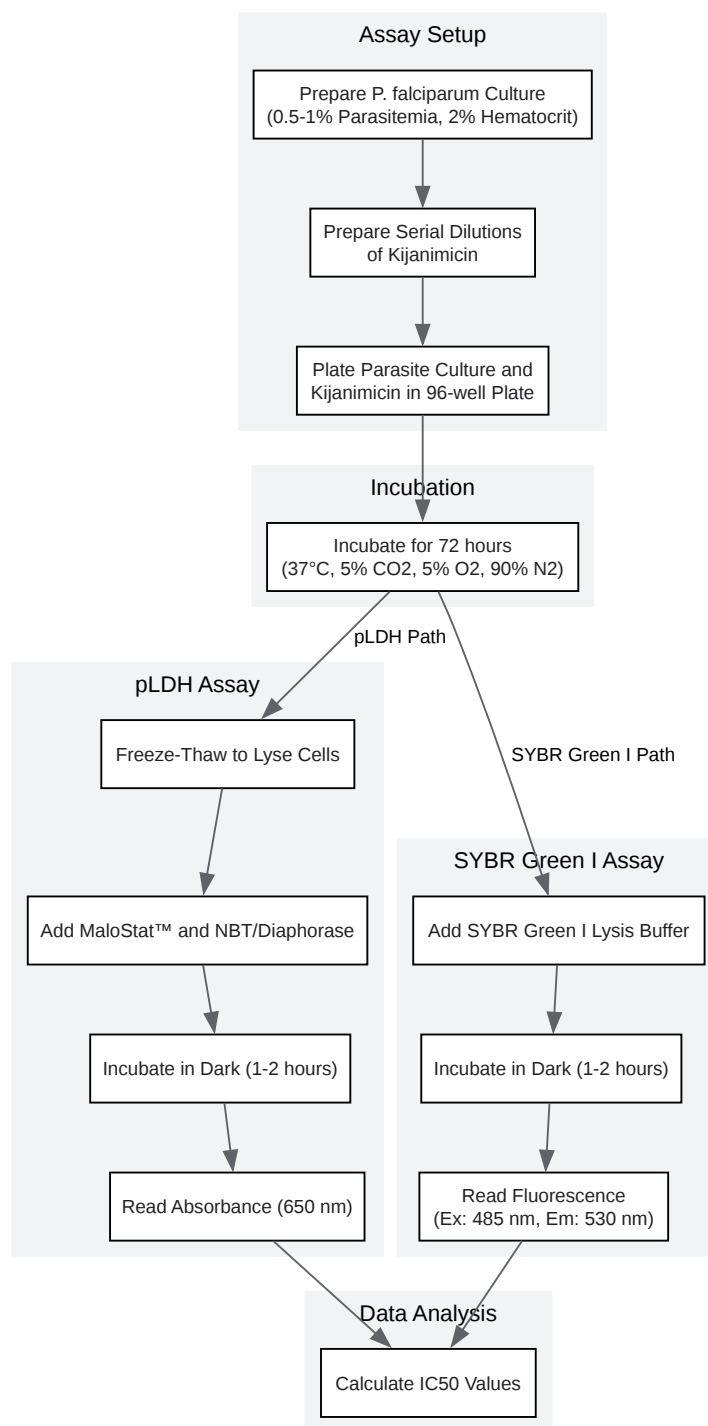 Assay Setup
Prepare P. falciparum Culture
(0.5-1% Parasitemia, 2% Hematocrit)
Prepare Serial Dilutions
of Kijanimicin
Plate Parasite Culture and
Kijanimicin in 96-well Plate
Incubation
Incubate for 72 hours
(37°C, 5% CO2, 5% O2, 90% N2)
pLDH Path
SYBR Green I Path
pLDH Assay
Freeze-Thaw to Lyse Cells
Add MaloStat™ and NBT/Diaphorase
Incubate in Dark (1-2 hours)
Read Absorbance (650 nm)
SYBR Green I Assay
Add SYBR Green I Lysis Buffer
Incubate in Dark (1-2 hours)
Read Fluorescence
(Ex: 485 nm, Em: 530 nm)
Data Analysis
Calculate IC50 Values